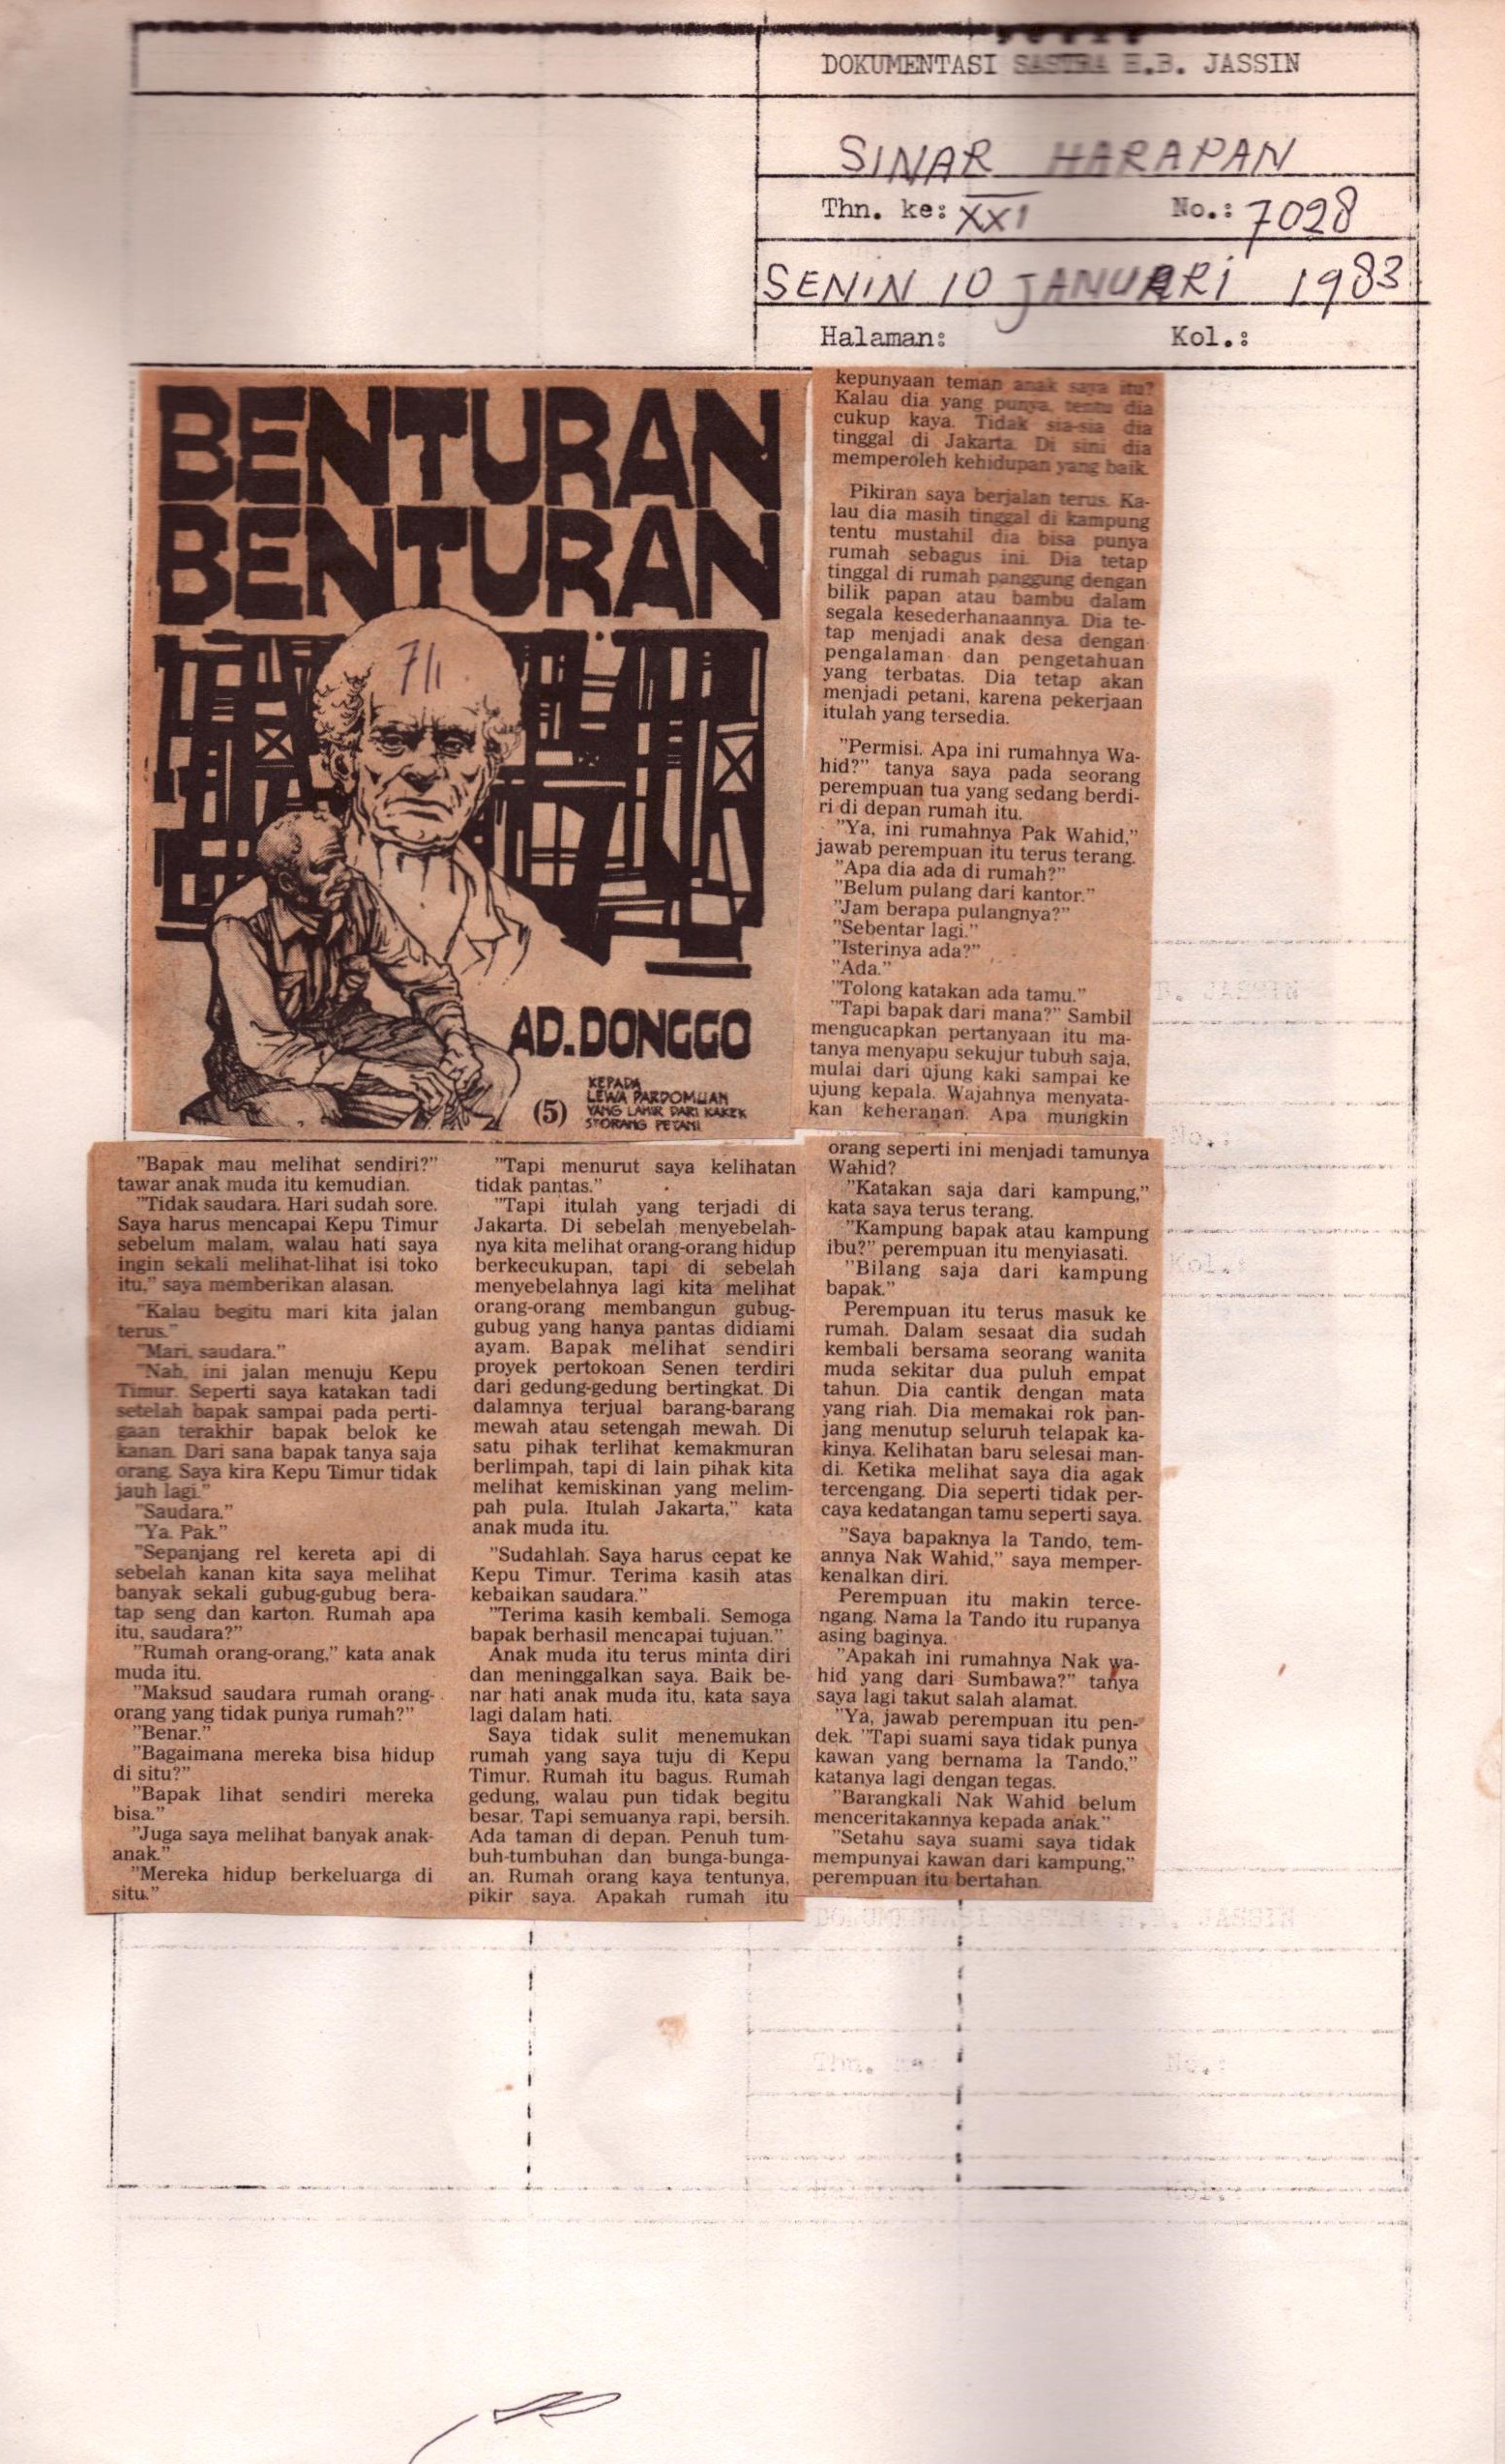 DOKUMENTASI SASTRA H.B. JASSIN
SINAR HARAPAN
Thn. ke: XXI No.: 7028
SENIN 10 JANUARI 1983
Halaman: Kol.:
BENTURAN
BENTURAN
7/1
AD. DONGGO
(5)
KEPADA
LEWA PARDOMUAN
YANG LAHIR DARI KAKEK
SEORANG PETANI
"Bapak mau melihat sendiri?"
tawar anak muda itu kemudian.
"Tidak saudara. Hari sudah sore.
Saya harus mencapai Kepu Timur
sebelum malam, walau hati saya
ingin sekali melihat-lihat isi toko
itu," saya memberikan alasan.
"Kalau begitu mari kita jalan
terus."
"Mari, saudara."
"Nah, ini jalan menuju Kepu
Timur. Seperti saya katakan tadi
setelah bapak sampai pada perti-
gaan terakhir bapak belok ke
kanan. Dari sana bapak tanya saja
orang. Saya kira Kepu Timur tidak
jauh lagi."
"Saudara."
"Ya. Pak."
"Sepanjang rel kereta api di
sebelah kanan kita saya melihat
banyak sekali gubug-gubug bera-
tap seng dan karton. Rumah apa
itu, saudara?"
"Rumah orang-orang," kata anak
muda itu.
"Maksud saudara rumah orang-
orang yang tidak punya rumah?"
"Benar."
"Bagaimana mereka bisa hidup
di situ?"
"Bapak lihat sendiri mereka
bisa."
"Juga saya melihat banyak anak-
anak."
"Mereka hidup berkeluarga di
situ."
"Tapi menurut saya kelihatan
tidak pantas."
"Tapi itulah yang terjadi di
Jakarta. Di sebelah menyebelah-
nya kita melihat orang-orang hidup
berkecukupan, tapi di sebelah
menyebelahnya lagi kita melihat
orang-orang membangun gubug-
gubug yang hanya pantas didiami
ayam. Bapak melihat sendiri
proyek pertokoan Senen terdiri
dari gedung-gedung bertingkat. Di
dalamnya terjual barang-barang
mewah atau setengah mewah. Di
satu pihak terlihat kemakmuran
berlimpah, tapi di lain pihak kita
melihat kemiskinan yang melim-
pah pula. Itulah Jakarta," kata
anak muda itu.
"Sudahlah. Saya harus cepat ke
Kepu Timur. Terima kasih atas
kebaikan saudara."
"Terima kasih kembali. Semoga
bapak berhasil mencapai tujuan."
Anak muda itu terus minta diri
dan meninggalkan saya. Baik be-
nar hati anak muda itu, kata saya
lagi dalam hati.
Saya tidak sulit menemukan
rumah yang saya tuju di Kepu
Timur. Rumah itu bagus. Rumah
gedung, walau pun tidak begitu
besar. Tapi semuanya rapi, bersih.
Ada taman di depan. Penuh tum-
buh-tumbuhan dan bunga-bunga-
an. Rumah orang kaya tentunya,
pikir saya. Apakah rumah itu
kepunyaan teman anak saya itu?
Kalau dia yang punya, tentu dia
cukup kaya. Tidak sia-sia dia
tinggal di Jakarta. Di sini dia
memperoleh kehidupan yang baik.
Pikiran saya berjalan terus. Ka-
lau dia masih tinggal di kampung
tentu mustahil dia bisa punya
rumah sebagus ini. Dia tetap
tinggal di rumah panggung dengan
bilik papan atau bambu dalam
segala kesederhanaannya. Dia te-
tap menjadi anak desa dengan
pengalaman dan pengetahuan
yang terbatas. Dia tetap akan
menjadi petani, karena pekerjaan
itulah yang tersedia.
"Permisi. Apa ini rumahnya Wa-
hid?" tanya saya pada seorang
perempuan tua yang sedang berdi-
ri di depan rumah itu.
"Ya, ini rumahnya Pak Wahid,"
jawab perempuan itu terus terang.
"Apa dia ada di rumah?"
"Belum pulang dari kantor."
"Jam berapa pulangnya?"
"Sebentar lagi."
"Isterinya ada?"
"Ada."
"Tolong katakan ada tamu."
"Tapi bapak dari mana?" Sambil
mengucapkan pertanyaan itu ma-
tanya menyapu sekujur tubuh saja,
mulai dari ujung kaki sampai ke
ujung kepala. Wajahnya menyata-
kan keheranan. Apa mungkin
orang seperti ini menjadi tamunya
Wahid?
"Katakan saja dari kampung,"
kata saya terus terang.
"Kampung bapak atau kampung
ibu?" perempuan itu menyiasati.
"Bilang saja dari kampung
bapak."
Perempuan itu terus masuk ke
rumah. Dalam sesaat dia sudah
kembali bersama seorang wanita
muda sekitar dua puluh empat
tahun. Dia cantik dengan mata
yang riah. Dia memakai rok pan-
jang menutup seluruh telapak ka-
kinya. Kelihatan baru selesai man-
di. Ketika melihat saya dia agak
tercengang. Dia seperti tidak per-
caya kedatangan tamu seperti saya.
"Saya bapaknya la Tando, tem-
annya Nak Wahid," saya memper-
kenalkan diri.
Perempuan itu makin terce-
ngang. Nama la Tando itu rupanya
asing baginya.
"Apakah ini rumahnya Nak wa-
hid yang dari Sumbawa?" tanya
saya lagi takut salah alamat.
"Ya, jawab perempuan itu pen-
dek. "Tapi suami saya tidak punya
kawan yang bernama la Tando,"
katanya lagi dengan tegas.
"Barangkali Nak Wahid belum
menceritakannya kepada anak."
"Setahu saya suami saya tidak
mempunyai kawan dari kampung,"
perempuan itu bertahan.